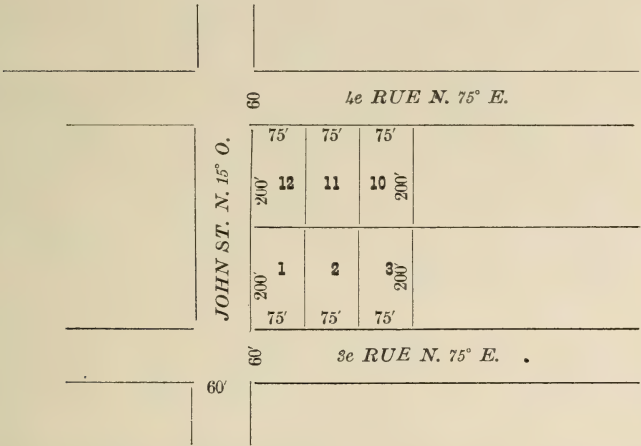 60
4e RUE N. 75° E.
75' 75' 75'
JOHN ST. N. 15° O.
200' 12 11 10 200'
200' 1 2 3 200'
75' 75' 75'
60'
3e RUE N. 75° E.
60'